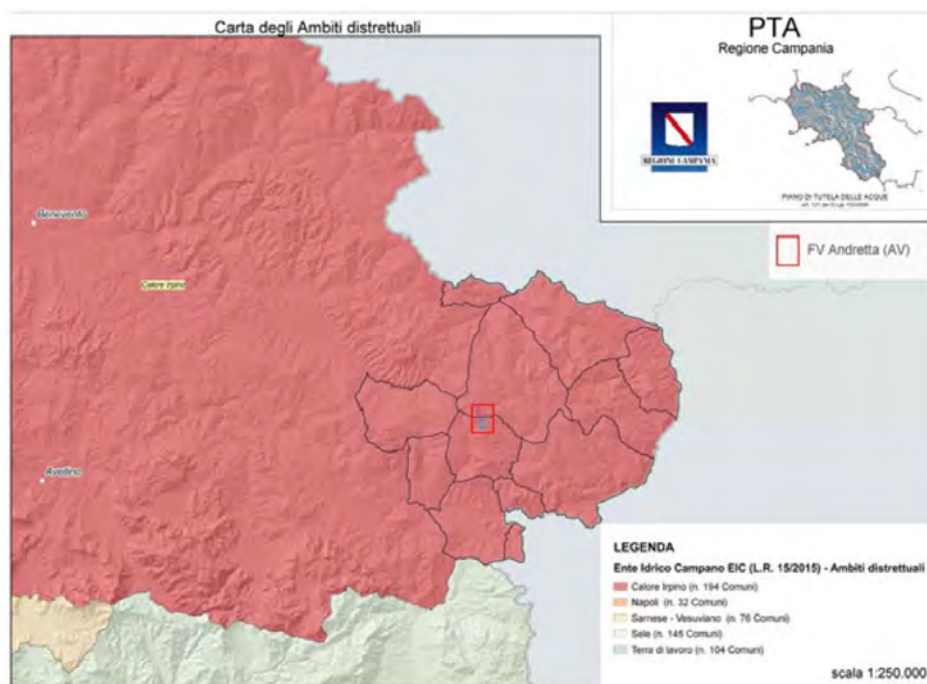 Carta degli Ambiti distrettuali
PTA
Regione Campania
REGIONE CAMPANIA
PIANO DI TUTELA DELLE ACQUE
FV Andretta (AV)
Benevento
Calore Irpino
Avellino
LEGENDA
Ente Idrico Campano EIC (L.R. 15/2015) - Ambiti distrettuali
Calore Irpino (n. 194 Comuni)
Napoli (n. 32 Comuni)
Sarnese - Vesuviano (n. 76 Comuni)
Sele (n. 145 Comuni)
Terra di lavoro (n. 104 Comuni)
scala 1:250.000